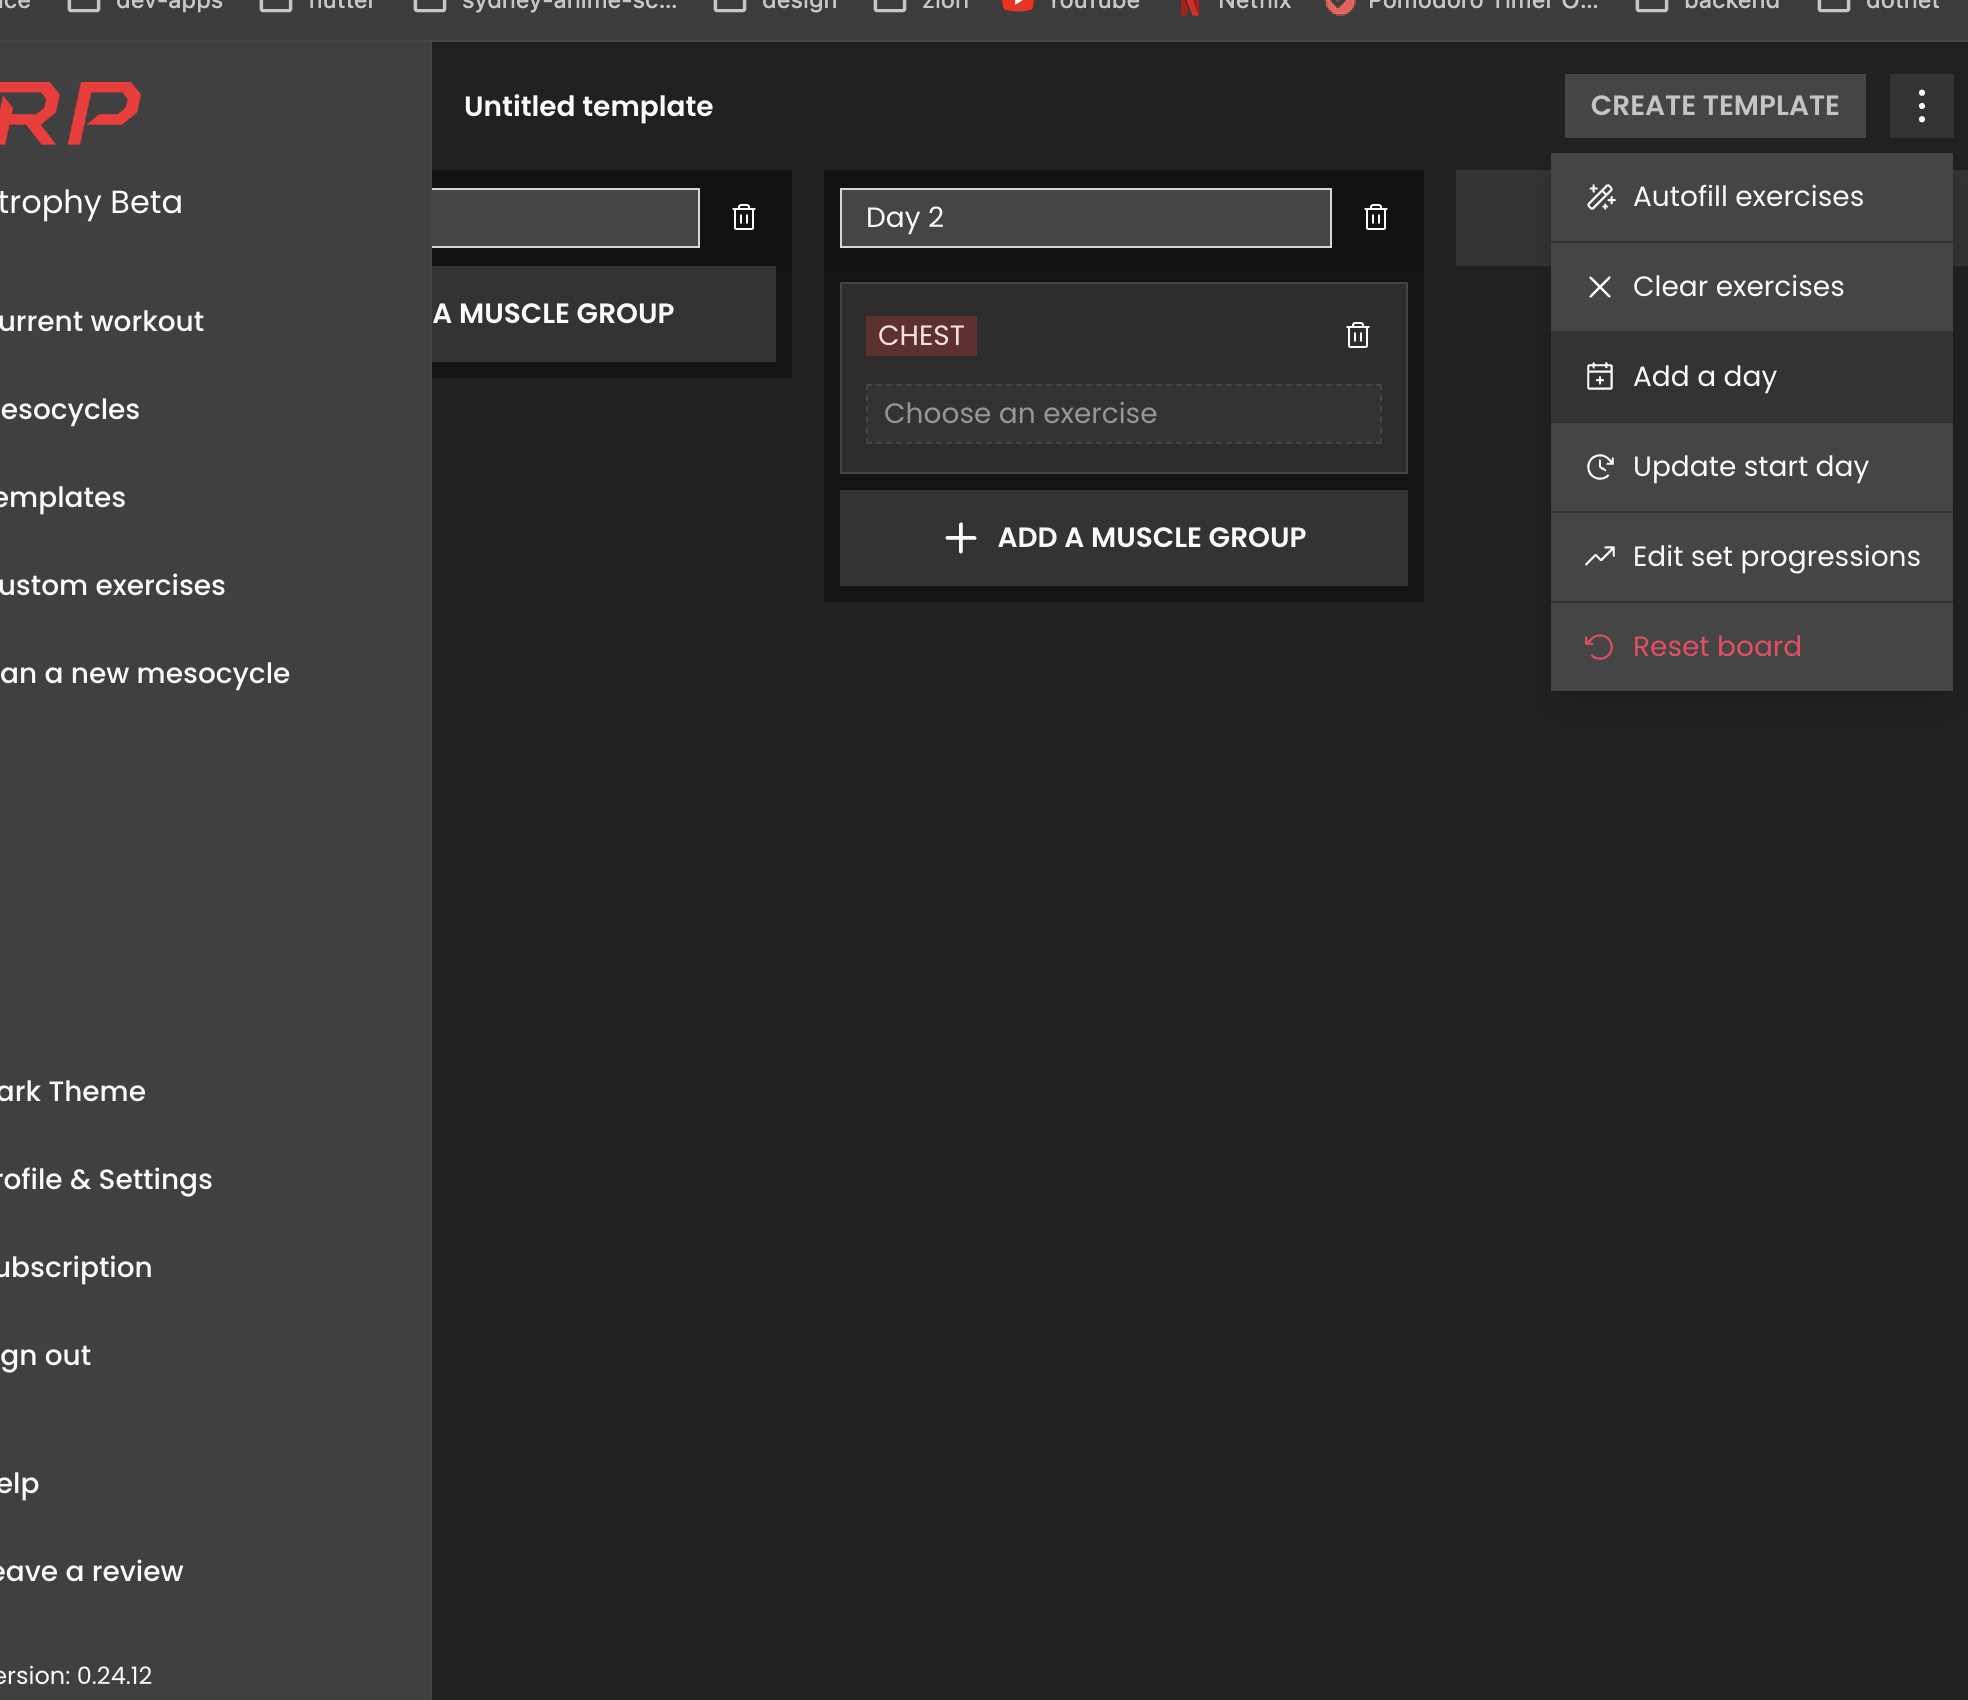 dev-apps
flutter
sydney-anime-sc...
design
zion
YouTube
Netflix
Pomodoro Timer O...
backend
dotnet
RP
trophy Beta
urrent workout
esocycles
emplates
ustom exercises
an a new mesocycle
ark Theme
rofile & Settings
ubscription
gn out
elp
eave a review
ersion: 0.24.12
Untitled template
CREATE TEMPLATE
A MUSCLE GROUP
Day 2
CHEST
Choose an exercise
ADD A MUSCLE GROUP
Autofill exercises
Clear exercises
Add a day
Update start day
Edit set progressions
Reset board